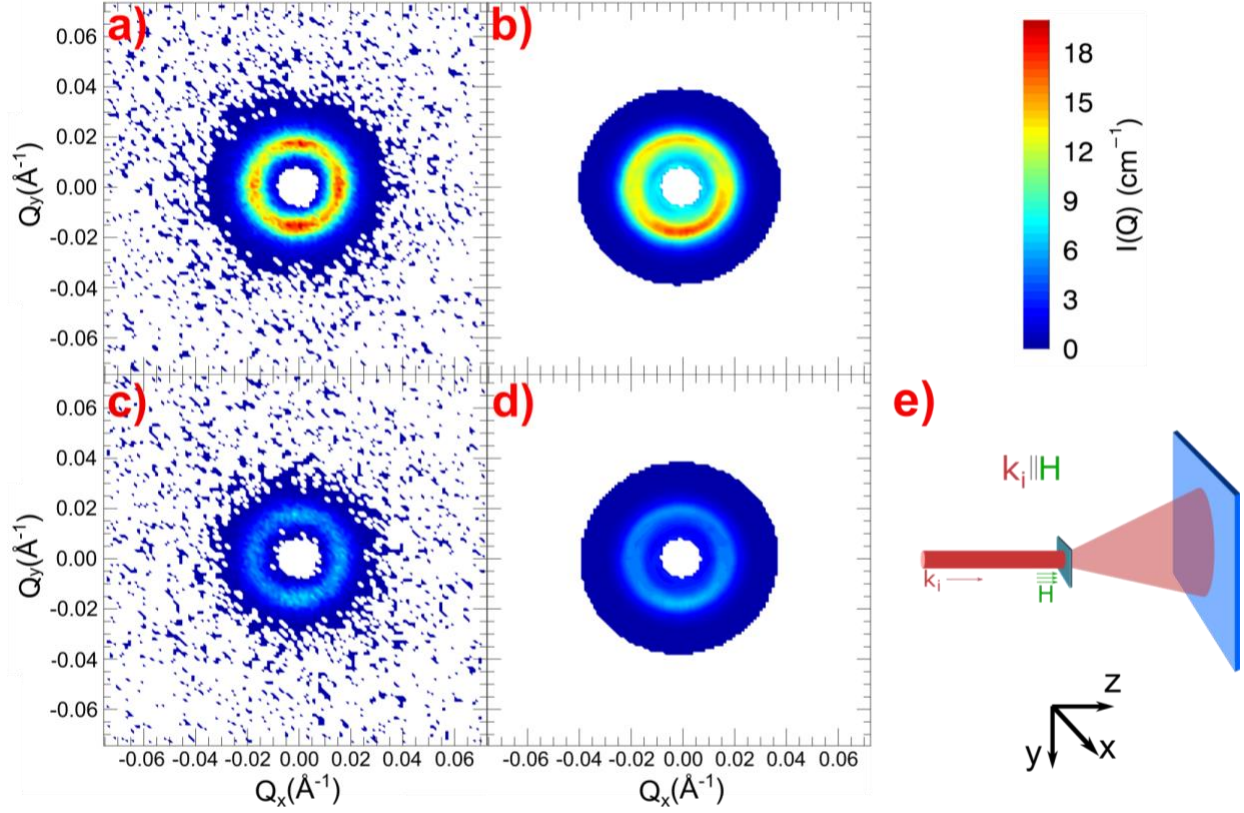 a)
b)
0.06
0.04
0.02
0.00
-0.02
-0.04
-0.06
Qy(Å-1)
18
15
12
9
6
3
0
I(Q) (cm−1)
c)
d)
e)
0.06
0.04
0.02
0.00
-0.02
-0.04
-0.06
Qy(Å-1)
ki||H
ki
H
z
y
x
-0.06 -0.04 -0.02 0.00 0.02 0.04 0.06
-0.06 -0.04 -0.02 0.00 0.02 0.04 0.06
Qx(Å-1)
Qx(Å-1)